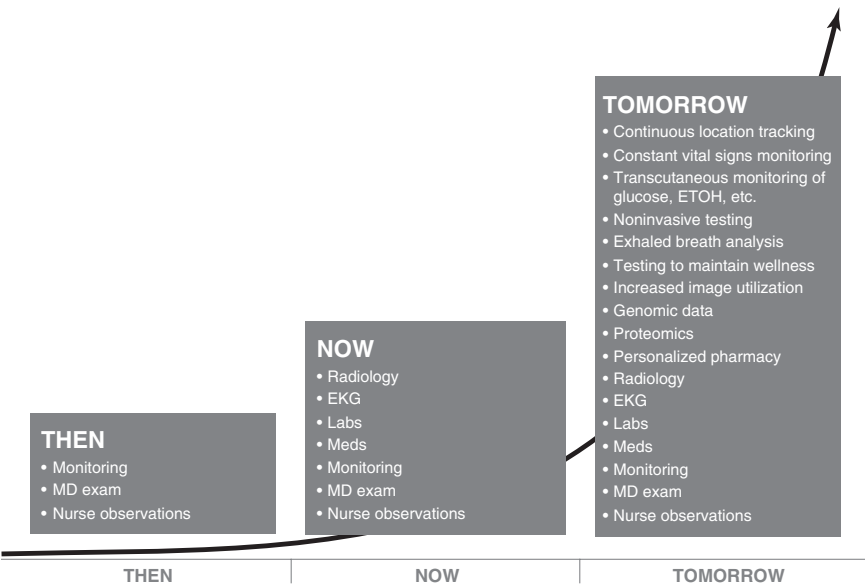 THEN
• Monitoring
• MD exam
• Nurse observations
NOW
• Radiology
• EKG
• Labs
• Meds
• Monitoring
• MD exam
• Nurse observations
TOMORROW
• Continuous location tracking
• Constant vital signs monitoring
• Transcutaneous monitoring of
glucose, ETOH, etc.
• Noninvasive testing
• Exhaled breath analysis
• Testing to maintain wellness
• Increased image utilization
• Genomic data
• Proteomics
• Personalized pharmacy
• Radiology
• EKG
• Labs
• Meds
• Monitoring
• MD exam
• Nurse observations
THEN
NOW
TOMORROW